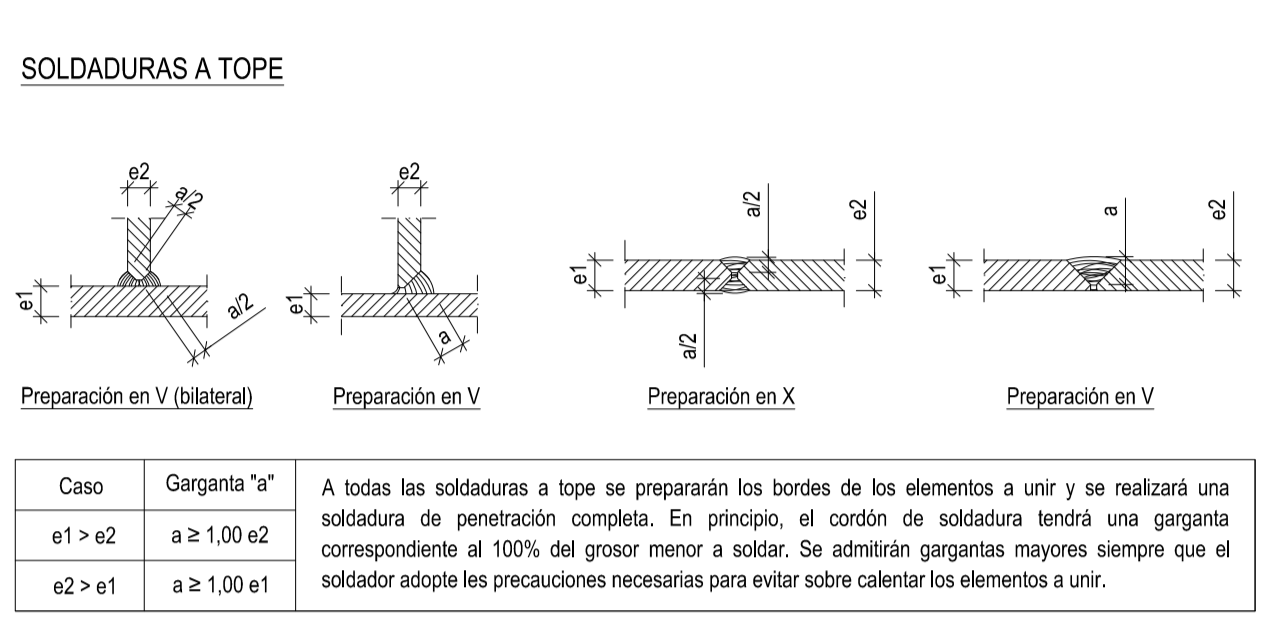 SOLDADURAS A TOPE
e2
a/2
e1
a/2
Preparación en V (bilateral)
e2
e1
a
Preparación en V
a/2
e2
e1
a/2
Preparación en X
a
e2
e1
Preparación en V
Caso
Garganta "a"
e1 > e2
a ≥ 1,00 e2
e2 > e1
a ≥ 1,00 e1
A todas las soldaduras a tope se prepararán los bordes de los elementos a unir y se realizará una
soldadura de penetración completa. En principio, el cordón de soldadura tendrá una garganta
correspondiente al 100% del grosor menor a soldar. Se admitirán gargantas mayores siempre que el
soldador adopte les precauciones necesarias para evitar sobre calentar los elementos a unir.